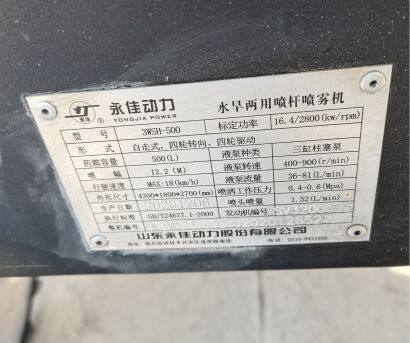 永佳动力
YONGJIA POWER
水旱两用喷杆喷雾机
型 号 3WSH-500 标定功率 16.4/2800(kw/rpm)
形 式 自走式，四轮转向、四轮驱动 液泵种类 三缸柱塞泵
药箱容量 500(L) 液泵转速 400-900(r/min)
喷 幅 12.2(M) 液泵流量 36-81(L/min)
行驶速度 MAX:18(km/h) 喷洒工作压力 0.4-0.6(Mpa)
外形尺寸 4300*1800*2700(mm) 喷头喷量 1.52(L/min)
生产日期 20201206 发动机编号
执行标准 GB/T24677.1-2009
整机编号
山东永佳动力股份有限公司
地址: 电话: